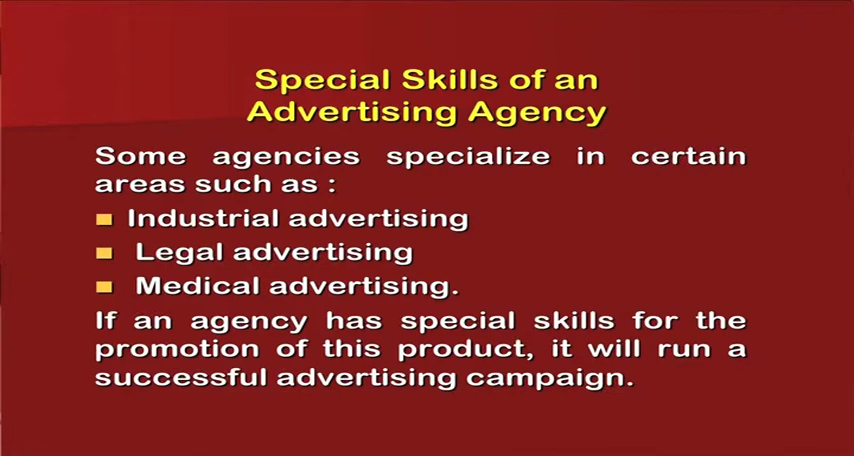 Special Skills of an
Advertising Agency
Some agencies specialize in certain
areas such as :
Industrial advertising
Legal advertising
Medical advertising.
If an agency has special skills for the
promotion of this product, it will run a
successful advertising campaign.